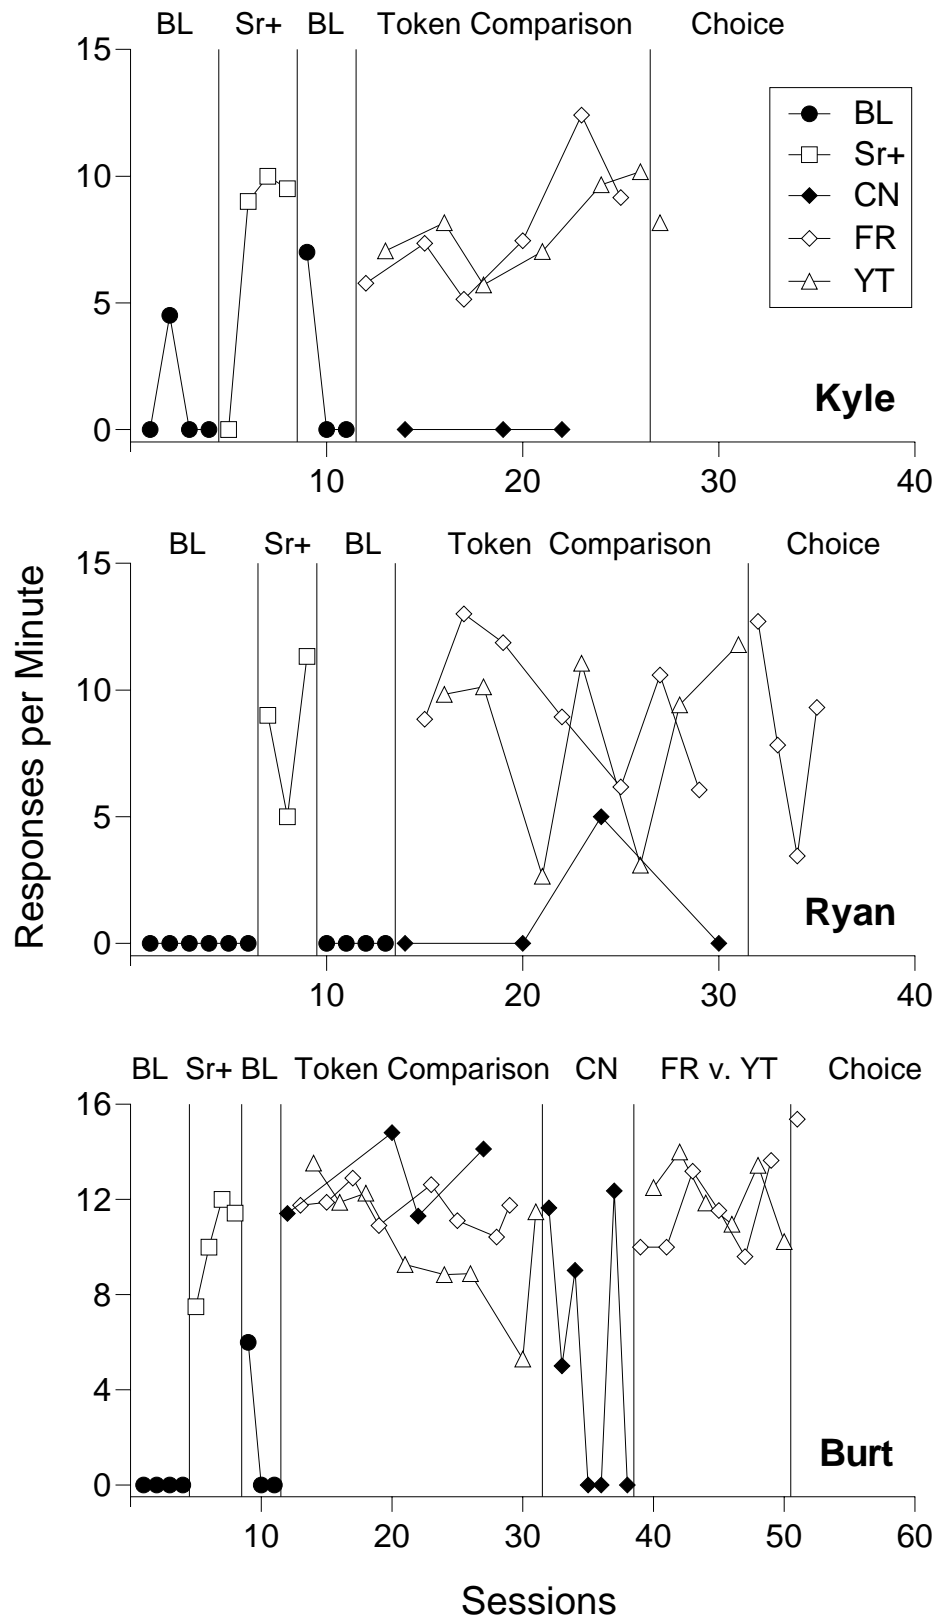 BL Sr+ BL Token Comparison Choice
15
10
5
0
BL
Sr+
CN
FR
YT
Kyle
10 20 30 40
BL Sr+ BL Token Comparison Choice
15
10
5
0
Ryan
10 20 30 40
Responses per Minute
BL Sr+ BL Token Comparison CN FR v. YT Choice
16
12
8
4
0
Burt
10 20 30 40 50 60
Sessions